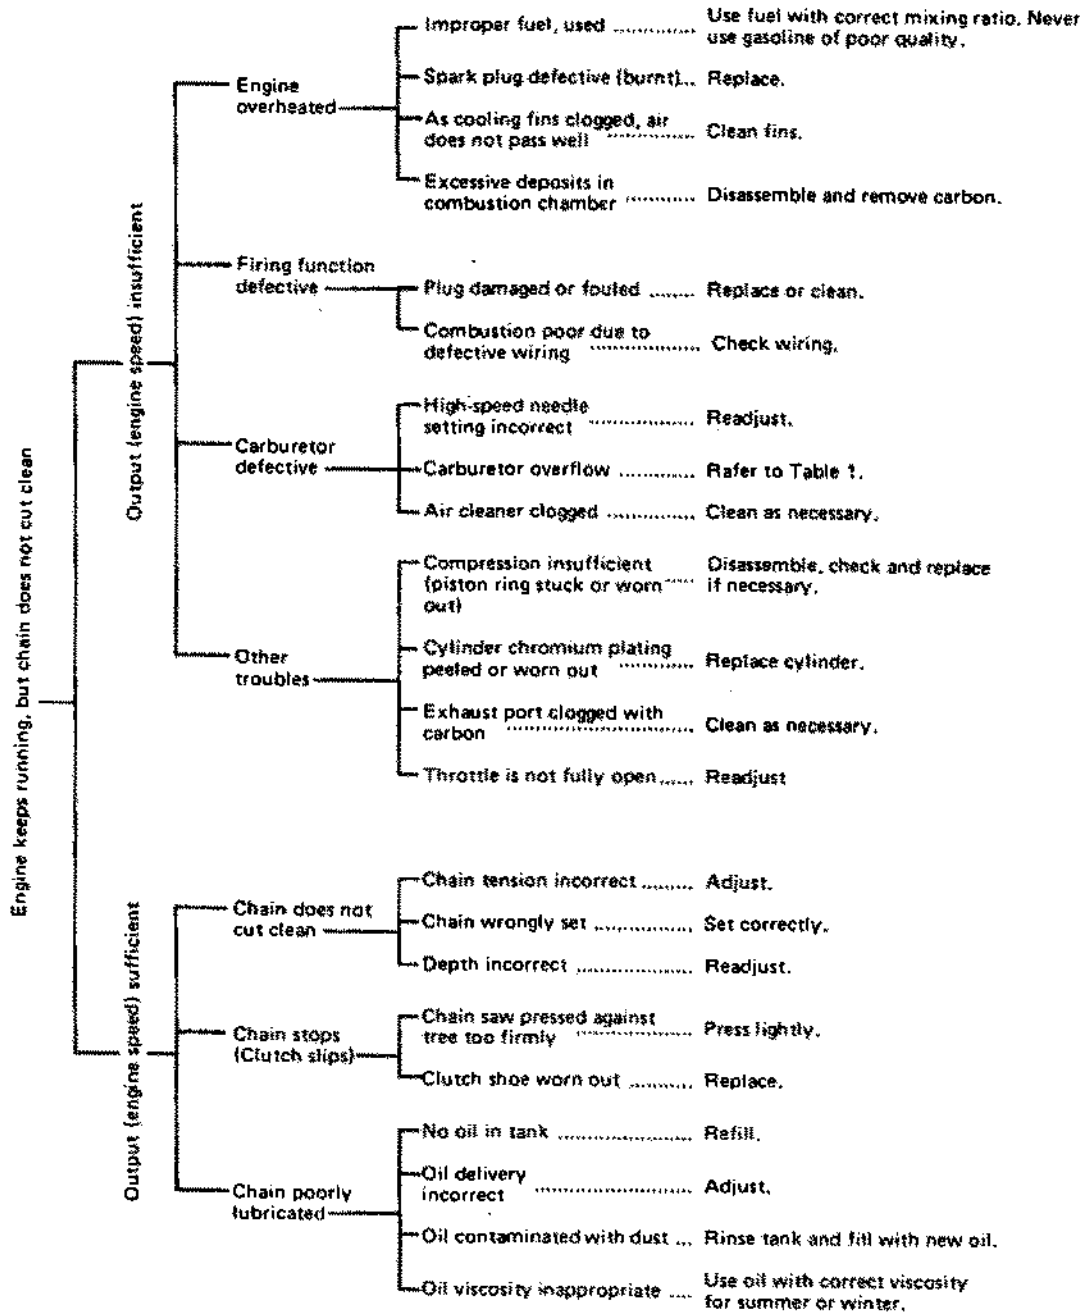 Engine keeps running, but chain does not cut clean
Output (engine speed) insufficient
Engine
overheated
Improper fuel, used ............ Use fuel with correct mixing ratio. Never
use gasoline of poor quality.
Spark plug defective (burnt)... Replace.
As cooling fins clogged, air
does not pass well ............ Clean fins.
Excessive deposits in
combustion chamber ............ Disassemble and remove carbon.
Firing function
defective
Plug damaged or fouled ....... Replace or clean.
Combustion poor due to
defective wiring ............ Check wiring.
Carburetor
defective
High-speed needle
setting incorrect ............ Readjust.
Carburetor overflow ............ Rafer to Table 1.
Air cleaner clogged ............ Clean as necessary.
Other
troubles
Compression insufficient
(piston ring stuck or worn ..... Disassemble, check and replace
out)
if necessary.
Cylinder chromium plating
peeled or worn out ............ Replace cylinder.
Exhaust port clogged with
carbon ............ Clean as necessary.
Throttle is not fully open ...... Readjust
Output (engine speed) sufficient
Chain does not
cut clean
Chain tension incorrect ......... Adjust.
Chain wrongly set ............ Set correctly.
Depth incorrect ............ Readjust.
Chain stops
(Clutch slips)
Chain saw pressed against
tree too firmly ............ Press lightly.
Clutch shoe worn out ........... Replace.
Chain poorly
lubricated
No oil in tank ............ Refill.
Oil delivery
incorrect ............ Adjust.
Oil contaminated with dust ... Rinse tank and fill with new oil.
Oil viscosity inappropriate .... Use oil with correct viscosity
for summer or winter.